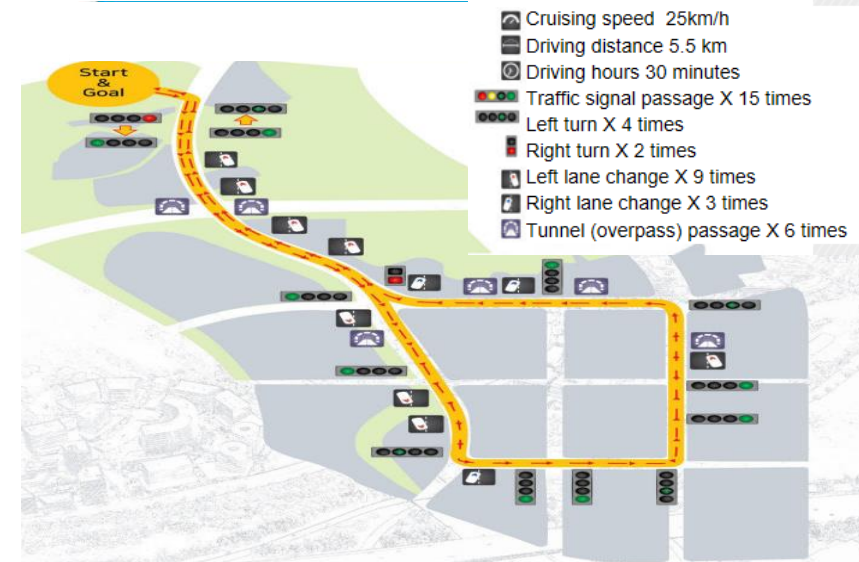 Start
&
Goal
Cruising speed 25km/h
Driving distance 5.5 km
Driving hours 30 minutes
Traffic signal passage X 15 times
Left turn X 4 times
Right turn X 2 times
Left lane change X 9 times
Right lane change X 3 times
Tunnel (overpass) passage X 6 times